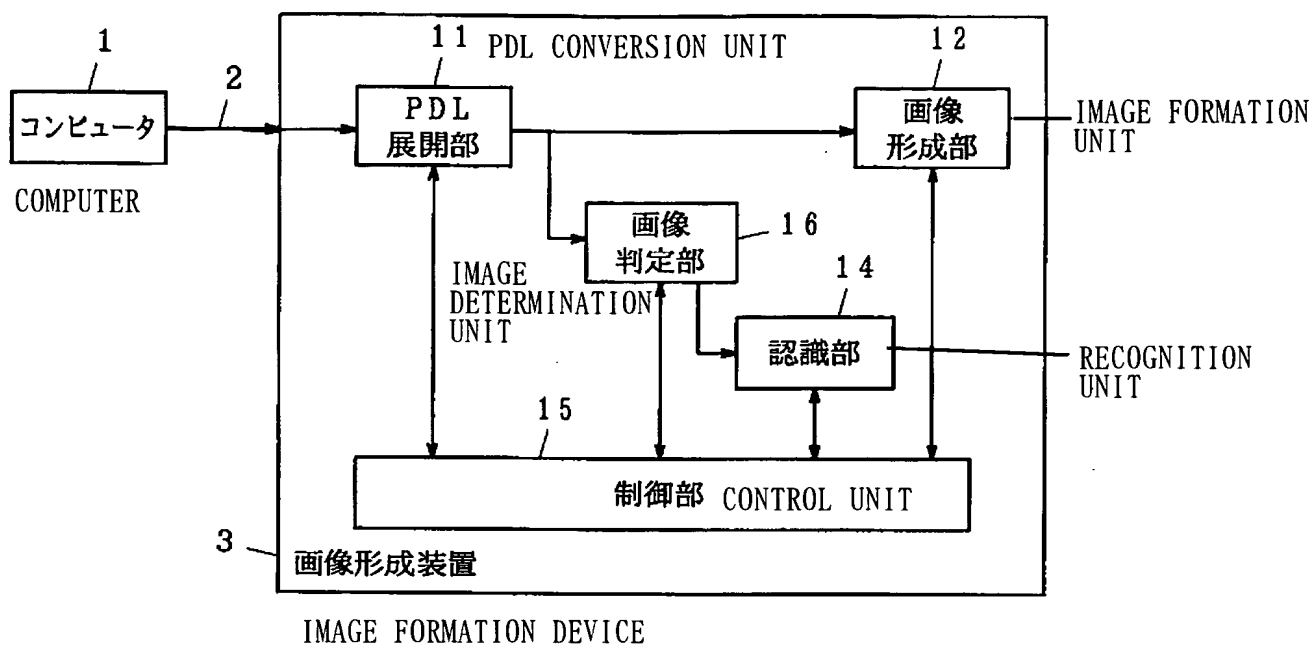 11
PDL CONVERSION UNIT
12
1
2
コンピュータ
COMPUTER
PDL
展開部
画像
形成部
IMAGE FORMATION
UNIT
画像
判定部
16
IMAGE
DETERMINATION
UNIT
14
認識部
RECOGNITION
UNIT
15
制御部 CONTROL UNIT
3
画像形成装置
IMAGE FORMATION DEVICE